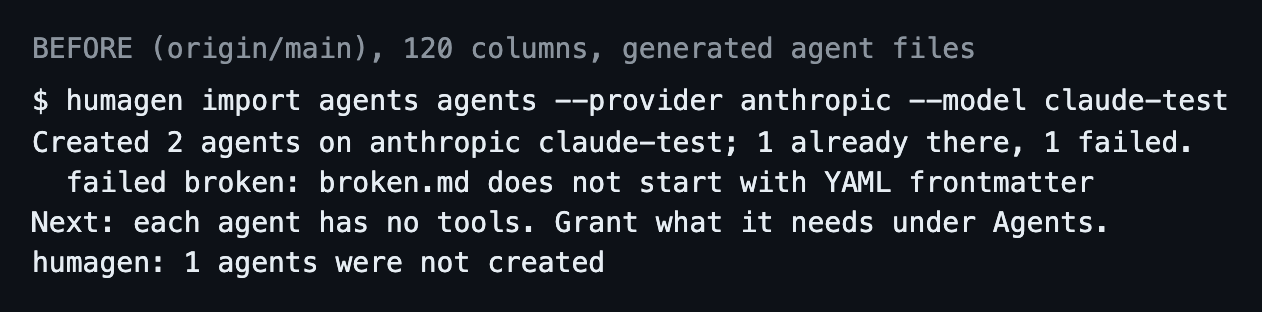 BEFORE (origin/main), 120 columns, generated agent files
$ humagen import agents agents --provider anthropic --model claude-test
Created 2 agents on anthropic claude-test; 1 already there, 1 failed.
  failed broken: broken.md does not start with YAML frontmatter
Next: each agent has no tools. Grant what it needs under Agents.
humagen: 1 agents were not created